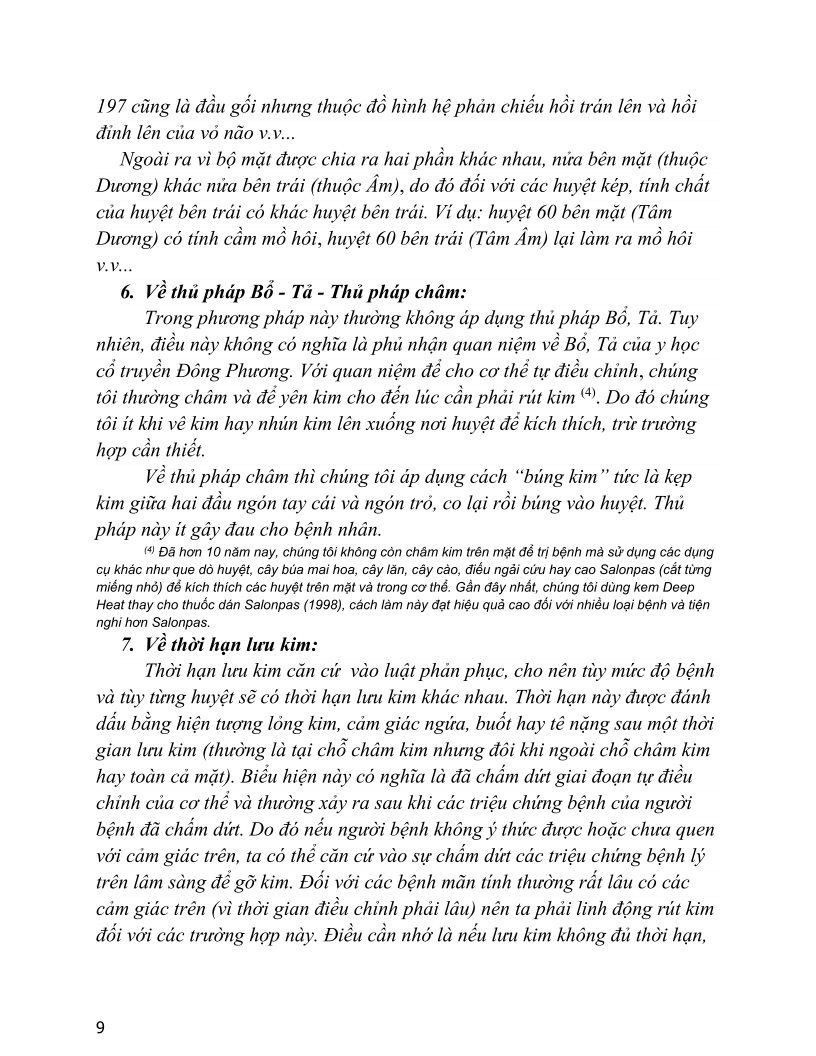 197 cũng là đầu gối nhưng thuộc đồ hình hệ phản chiếu hồi trán lên và hồi
đỉnh lên của vỏ não v.v...
Ngoài ra vì bộ mặt được chia ra hai phần khác nhau, nửa bên mặt (thuộc
Dương) khác nửa bên trái (thuộc Âm), do đó đối với các huyệt kép, tính chất
của huyệt bên trái có khác huyệt bên trái. Ví dụ: huyệt 60 bên mặt (Tâm
Dương) có tính cầm mồ hôi, huyệt 60 bên trái (Tâm Âm) lại làm ra mồ hôi
v.v...
6. Về thủ pháp Bổ - Tả - Thủ pháp châm:
Trong phương pháp này thường không áp dụng thủ pháp Bổ, Tả. Tuy
nhiên, điều này không có nghĩa là phủ nhận quan niệm về Bổ, Tả của y học
cổ truyền Đông Phương. Với quan niệm để cho cơ thể tự điều chỉnh, chúng
tôi thường châm và để yên kim cho đến lúc cần phải rút kim (4). Do đó chúng
tôi ít khi vê kim hay nhún kim lên xuống nơi huyệt để kích thích, trừ trường
hợp cần thiết.
Về thủ pháp châm thì chúng tôi áp dụng cách “búng kim” tức là kẹp
kim giữa hai đầu ngón tay cái và ngón trỏ, co lại rồi búng vào huyệt. Thủ
pháp này ít gây đau cho bệnh nhân.
(4) Đã hơn 10 năm nay, chúng tôi không còn châm kim trên mặt để trị bệnh mà sử dụng các dụng
cụ khác như que dò huyệt, cây búa mai hoa, cây lăn, cây cào, điếu ngải cứu hay cao Salonpas (cắt từng
miếng nhỏ) để kích thích các huyệt trên mặt và trong cơ thể. Gần đây nhất, chúng tôi dùng kem Deep
Heat thay cho thuốc dán Salonpas (1998), cách làm này đạt hiệu quả cao đối với nhiều loại bệnh và tiện
nghi hơn Salonpas.
7. Về thời hạn lưu kim:
Thời hạn lưu kim căn cứ vào luật phản phục, cho nên tùy mức độ bệnh
và tùy từng huyệt sẽ có thời hạn lưu kim khác nhau. Thời hạn này được đánh
dấu bằng hiện tượng lỏng kim, cảm giác ngứa, buốt hay tê nặng sau một thời
gian lưu kim (thường là tại chỗ châm kim nhưng đôi khi ngoài chỗ châm kim
hay toàn cả mặt). Biểu hiện này có nghĩa là đã chấm dứt giai đoạn tự điều
chỉnh của cơ thể và thường xảy ra sau khi các triệu chứng bệnh của người
bệnh đã chấm dứt. Do đó nếu người bệnh không ý thức được hoặc chưa quen
với cảm giác trên, ta có thể căn cứ vào sự chấm dứt các triệu chứng bệnh lý
trên lâm sàng để gỡ kim. Đối với các bệnh mãn tính thường rất lâu có các
cảm giác trên (vì thời gian điều chỉnh phải lâu) nên ta phải linh động rút kim
đối với các trường hợp này. Điều cần nhớ là nếu lưu kim không đủ thời hạn,
9